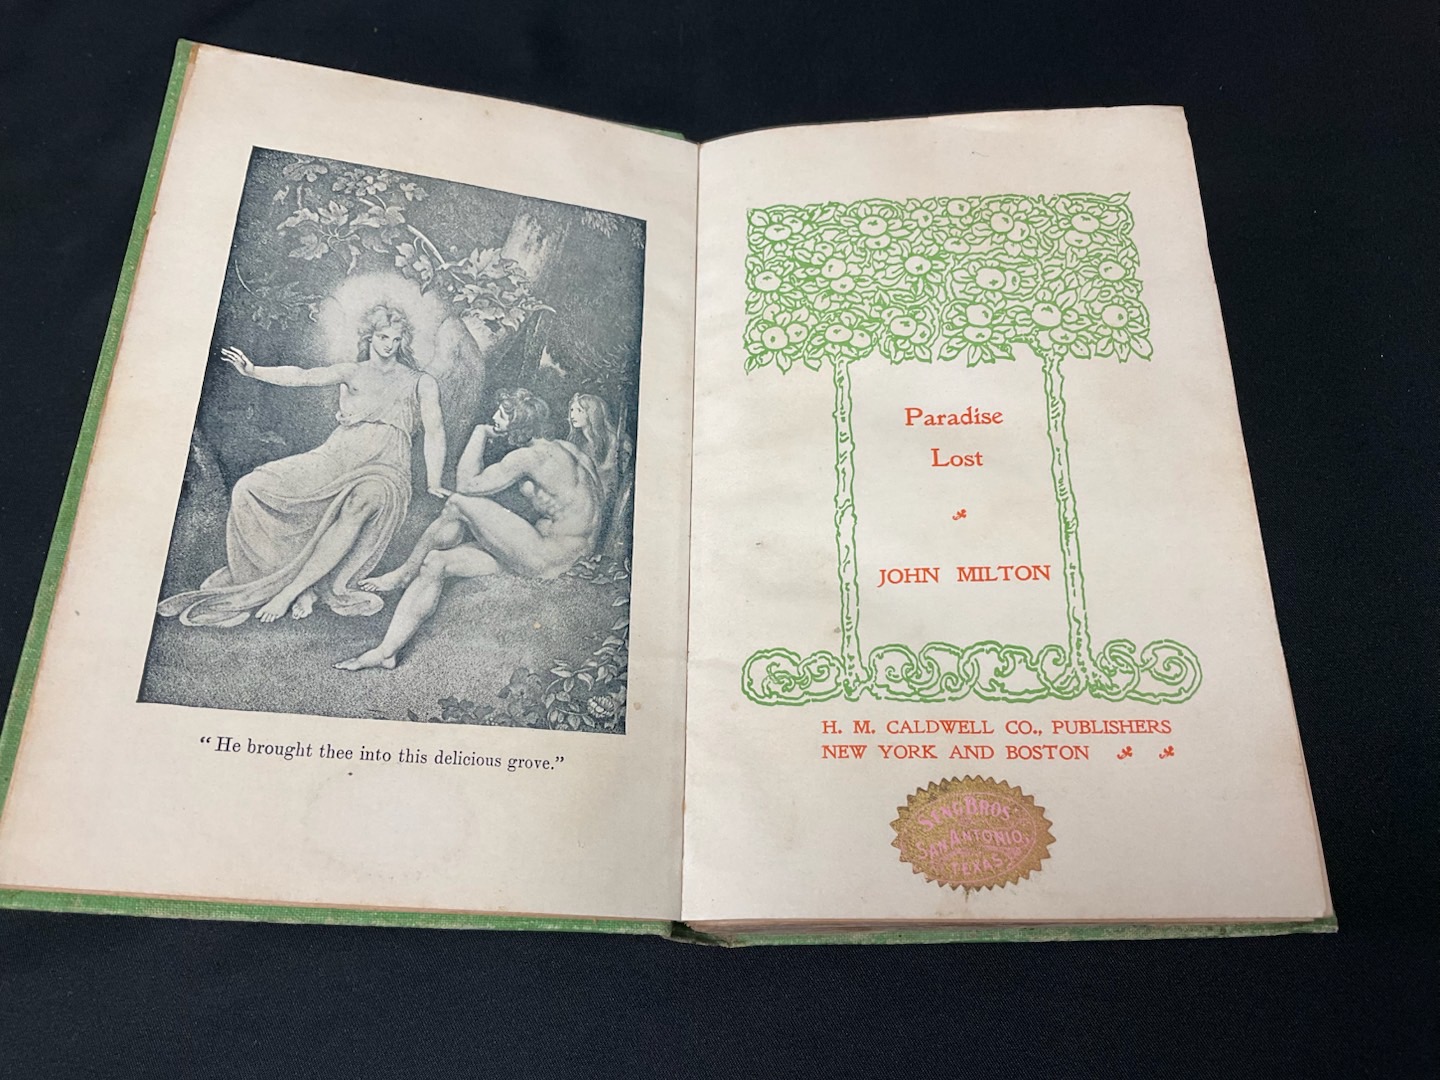 "He brought thee into this delicious grove."
Paradise
Lost
JOHN MILTON
H. M. CALDWELL CO., PUBLISHERS
NEW YORK AND BOSTON
SENG BROS
SAN ANTONIO,
TEXAS